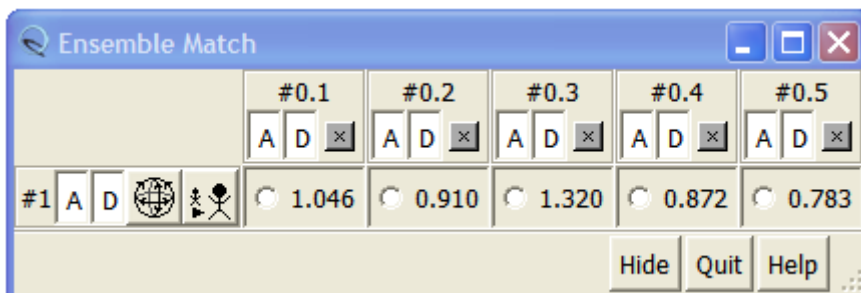 Ensemble Match
#0.1 #0.2 #0.3 #0.4 #0.5
A D A D A D A D A D
#1 A D 1.046 0.910 1.320 0.872 0.783
Hide Quit Help